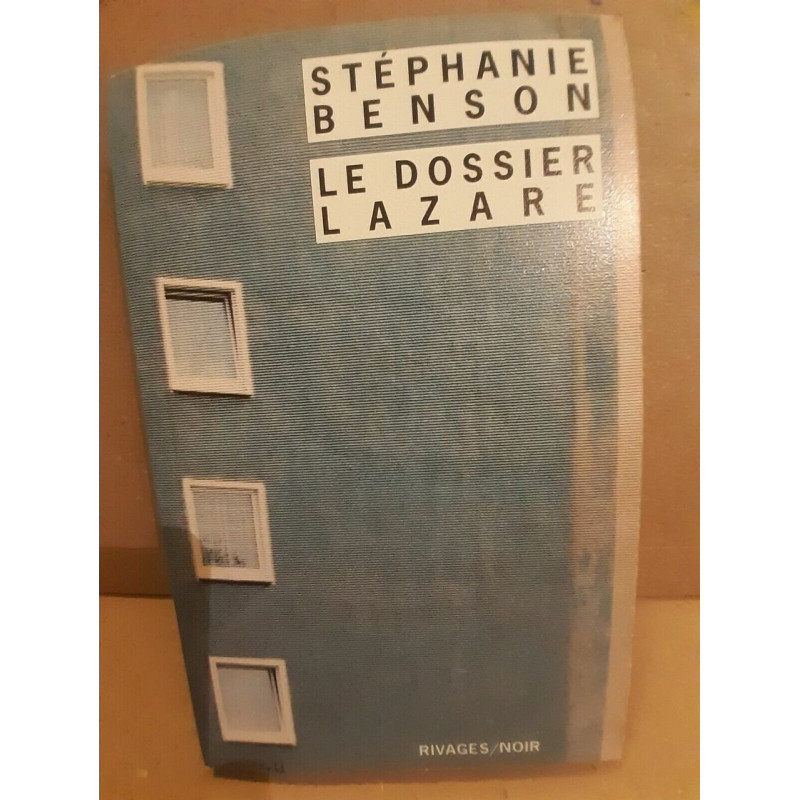 STÉPHANIE
BENSON
LE DOSSIER
LAZARE
RIVAGES/NOIR